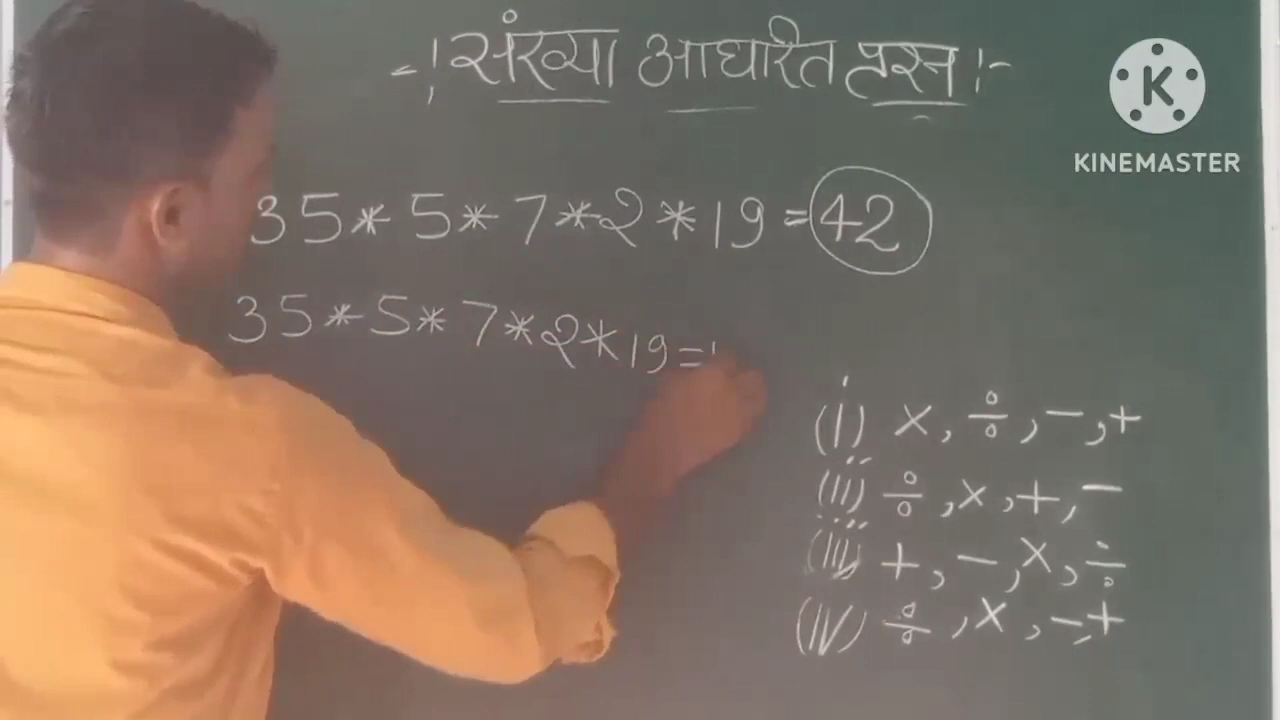 -! संख्या आधारित प्रश्न !-
35 * 5 * 7 * 2 * 19 = 42
35 * 5 * 7 * 2 * 19 =
(i) ×, ÷, -, +
(ii) ÷, ×, +, -
(iii) +, -, ×, ÷
(iv) ÷, ×, -, +
K
KINEMASTER